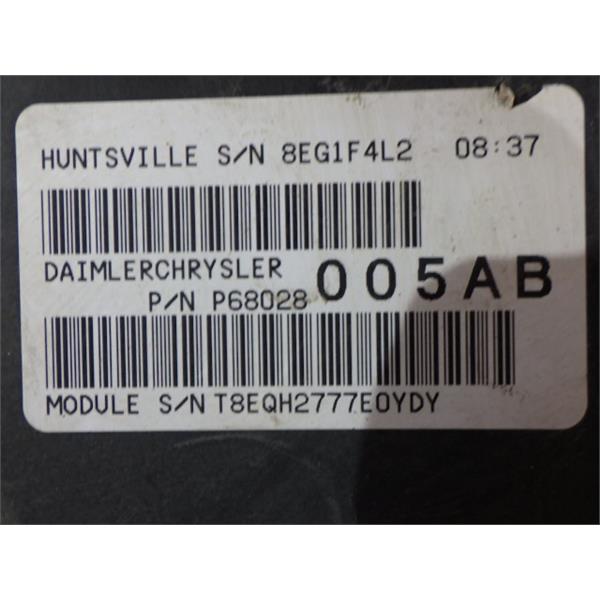 HUNTSVILLE S/N 8EG1F4L2 08:37
DAIMLERCHRYSLER
P/N P68028 005AB
MODULE S/N T8EQH2777E0YDY